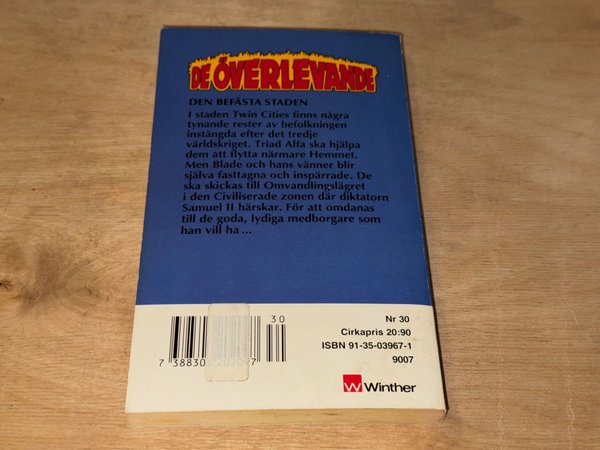 DE ÖVERLEVANDE
DEN BEFÄSTA STADEN
I staden Twin Cities finns några
tynande rester av befolkningen
instängda efter det tredje
världskriget. Triad Alfa ska hjälpa
dem att flytta närmare Hemmet.
Men Blade och hans vänner blir
själva fasttagna och inspärrade. De
ska skickas till Omvandlingslägret
i den Civiliserade zonen där diktatorn
Samuel II härskar. För att omdanas
till de goda, lydiga medborgare som
han vill ha ...
30
Nr 30
Cirkapris 20:90
ISBN 91-35-03967-1
9007
W Winther